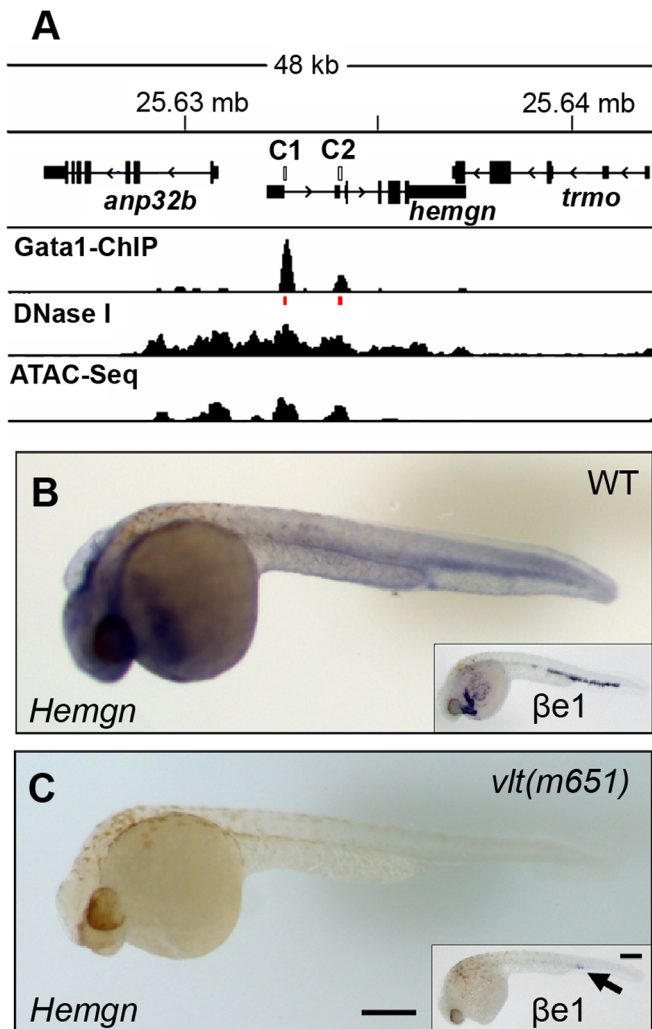 A
48 kb
25.63 mb 25.64 mb
C1 C2
anp32b hemgn trmo
Gata1-ChIP
DNase I
ATAC-Seq
B WT
Hemgn βe1
C vlt(m651)
Hemgn βe1